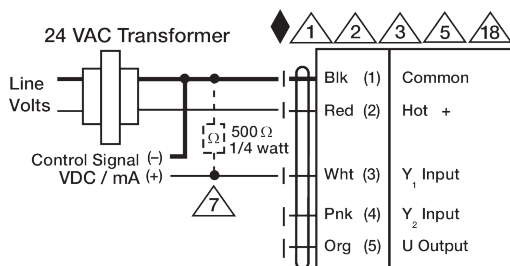 24 VAC Transformer
1 2 3 5 18
Line
Volts
Blk (1) Common
Red (2) Hot +
Ω 500 Ω
1/4 watt
Control Signal (-)
VDC / mA (+)
7
Wht (3) Y₁ Input
Pnk (4) Y₂ Input
Org (5) U Output